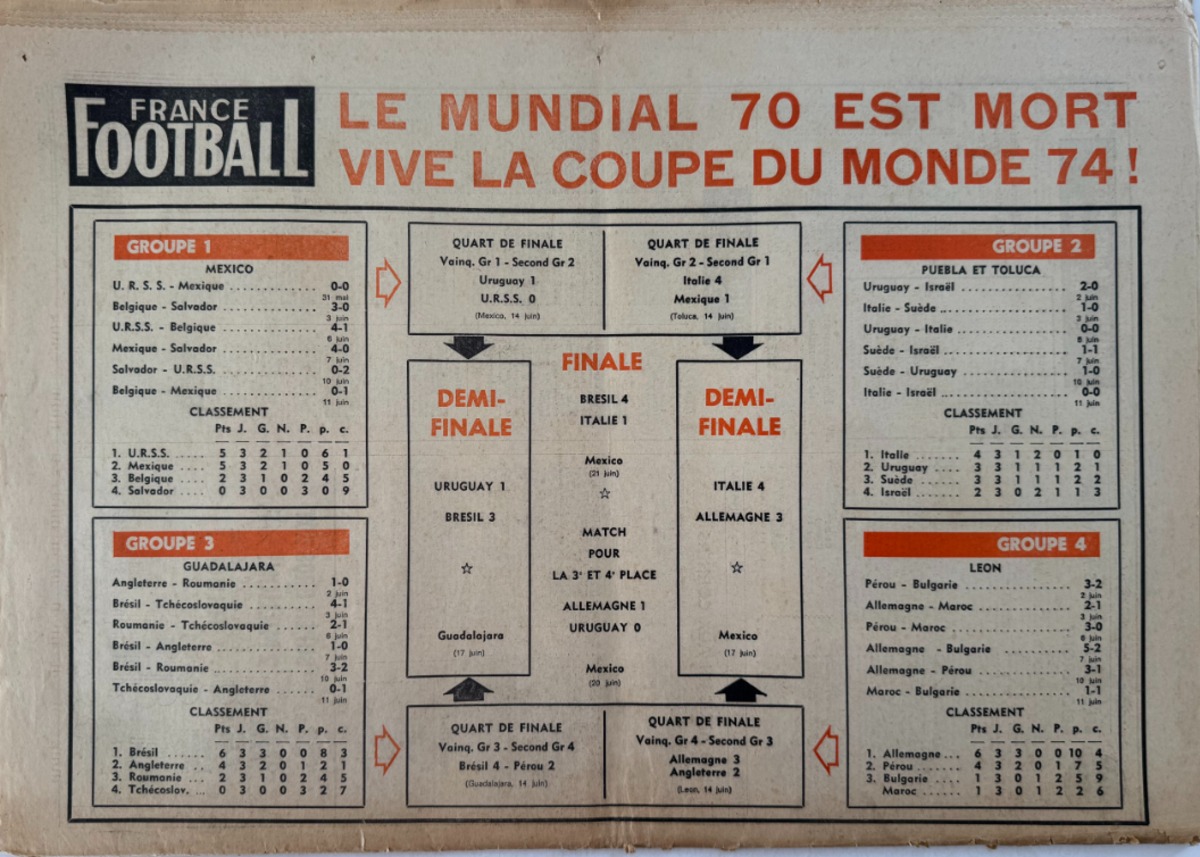 FRANCE
FOOTBALL
LE MUNDIAL 70 EST MORT
VIVE LA COUPE DU MONDE 74 !
GROUPE 1
MEXICO
U. R. S. S. - Mexique ............ 0-0
31 mai
Belgique - Salvador ............ 3-0
3 juin
U.R.S.S. - Belgique ............ 4-1
6 juin
Mexique - Salvador ............ 4-0
7 juin
Salvador - U.R.S.S. ............ 0-2
10 juin
Belgique - Mexique ............ 0-1
11 juin
CLASSEMENT
Pts J. G. N. P. p. c.
1. U.R.S.S. ..... 5 3 2 1 0 6 1
2. Mexique .... 5 3 2 1 0 5 0
3. Belgique .... 2 3 1 0 2 4 5
4. Salvador .... 0 3 0 0 3 0 9
QUART DE FINALE
Vainq. Gr 1 - Second Gr 2
Uruguay 1
U.R.S.S. 0
(Mexico, 14 juin)
QUART DE FINALE
Vainq. Gr 2 - Second Gr 1
Italie 4
Mexique 1
(Toluca, 14 juin)
GROUPE 2
PUEBLA ET TOLUCA
Uruguay - Israël ............ 2-0
2 juin
Italie - Suède ............ 1-0
3 juin
Uruguay - Italie ............ 0-0
6 juin
Suède - Israël ............ 1-1
7 juin
Suède - Uruguay ............ 1-0
10 juin
Italie - Israël ............ 0-0
11 juin
CLASSEMENT
Pts J. G. N. P. p. c.
1. Italie ....... 4 3 1 2 0 1 0
2. Uruguay .... 3 3 1 1 1 2 1
3. Suède ...... 3 3 1 1 1 2 2
4. Israël ....... 2 3 0 2 1 1 3
DEMI-
FINALE
URUGUAY 1
BRESIL 3
☆
Guadalajara
(17 juin)
FINALE
BRESIL 4
ITALIE 1
Mexico
(21 juin)
☆
MATCH
POUR
LA 3e ET 4e PLACE
ALLEMAGNE 1
URUGUAY 0
Mexico
(20 juin)
DEMI-
FINALE
ITALIE 4
ALLEMAGNE 3
☆
Mexico
(17 juin)
GROUPE 3
GUADALAJARA
Angleterre - Roumanie .......... 1-0
2 juin
Brésil - Tchécoslovaquie ........ 4-1
3 juin
Roumanie - Tchécoslovaquie ...... 2-1
6 juin
Brésil - Angleterre ............ 1-0
7 juin
Brésil - Roumanie ............ 3-2
10 juin
Tchécoslovaquie - Angleterre ...... 0-1
11 juin
CLASSEMENT
Pts J. G. N. P. p. c.
1. Brésil ...... 6 3 3 0 0 8 3
2. Angleterre .. 4 3 2 0 1 2 1
3. Roumanie ... 2 3 1 0 2 4 5
4. Tchécoslov. ... 0 3 0 0 3 2 7
QUART DE FINALE
Vainq. Gr 3 - Second Gr 4
Brésil 4 - Pérou 2
(Guadalajara, 14 juin)
QUART DE FINALE
Vainq. Gr 4 - Second Gr 3
Allemagne 3
Angleterre 2
(Leon, 14 juin)
GROUPE 4
LEON
Pérou - Bulgarie ............ 3-2
2 juin
Allemagne - Maroc ............ 2-1
3 juin
Pérou - Maroc ............ 3-0
6 juin
Allemagne - Bulgarie ............ 5-2
7 juin
Allemagne - Pérou ............ 3-1
10 juin
Maroc - Bulgarie ............ 1-1
11 juin
CLASSEMENT
Pts J. G. N. P. p. c.
1. Allemagne ... 6 3 3 0 0 10 4
2. Pérou ....... 4 3 2 0 1 7 5
3. Bulgarie .... 1 3 0 1 2 5 9
Maroc ...... 1 3 0 1 2 2 6